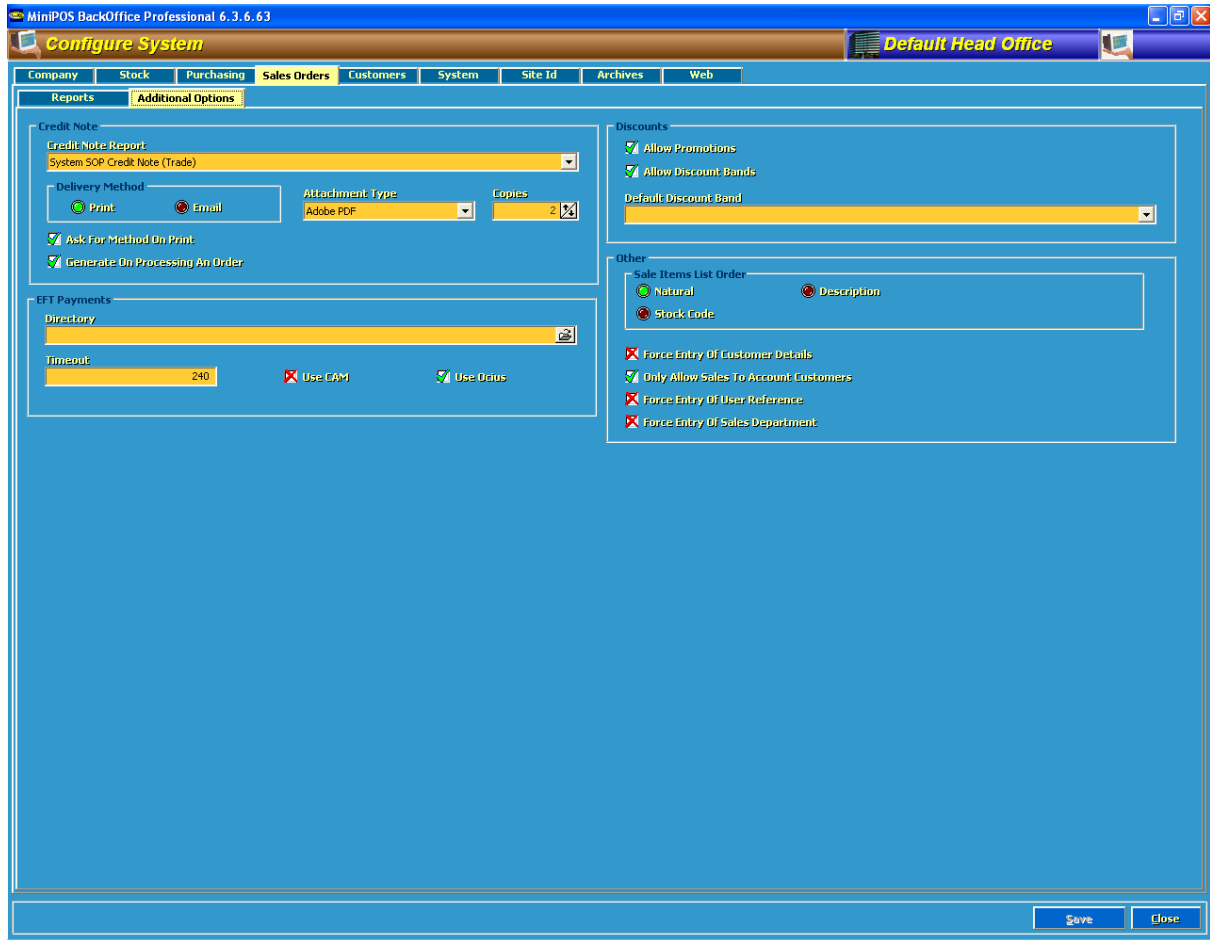 MiniPOS BackOffice Professional 6.3.6.63
Configure System
Default Head Office
Company Stock Purchasing Sales Orders Customers System Site Id Archives Web
Reports Additional Options
Credit Note
Credit Note Report
System SOP Credit Note (Trade)
Delivery Method
Print Email
Attachment Type
Adobe PDF
Copies
2
Ask For Method On Print
Generate On Processing An Order
EFT Payments
Directory
Timeout
240
Use CAM
Use Ocius
Discounts
Allow Promotions
Allow Discount Bands
Default Discount Band
Other
Sale Items List Order
Natural Description
Stock Code
Force Entry Of Customer Details
Only Allow Sales To Account Customers
Force Entry Of User Reference
Force Entry Of Sales Department
Save Close